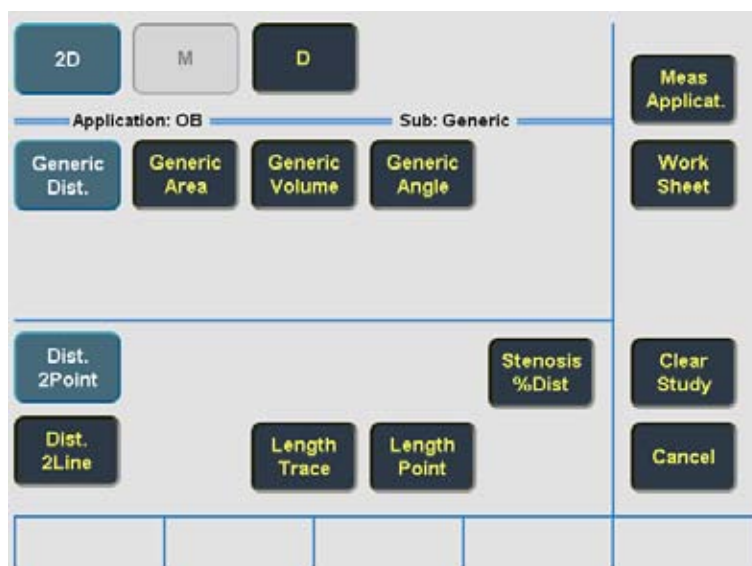 2D
M
D
Meas
Applicat.
Application: OB
Sub: Generic
Generic
Dist.
Generic
Area
Generic
Volume
Generic
Angle
Work
Sheet
Dist.
2Point
Stenosis
%Dist
Clear
Study
Dist.
2Line
Length
Trace
Length
Point
Cancel